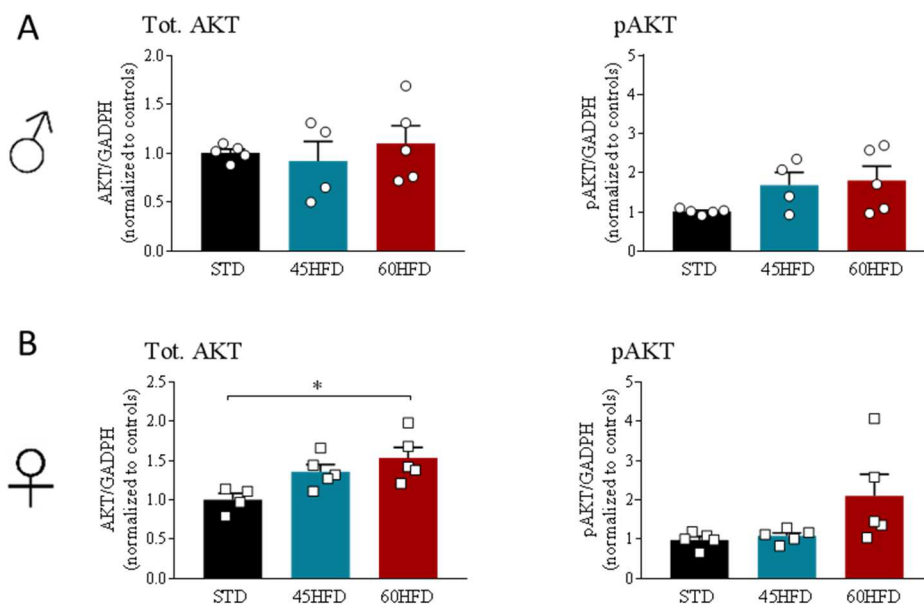 A
Tot. AKT
AKT/GADPH
(normalized to controls)
2.0
1.5
1.0
0.5
0.0
STD 45HFD 60HFD
pAKT
pAKT/GADPH
(normalized to controls)
5
4
3
2
1
0
STD 45HFD 60HFD
B
Tot. AKT
AKT/GADPH
(normalized to controls)
2.5
2.0
1.5
1.0
0.5
0.0
*
STD 45HFD 60HFD
pAKT
pAKT/GADPH
(normalized to controls)
5
4
3
2
1
0
STD 45HFD 60HFD